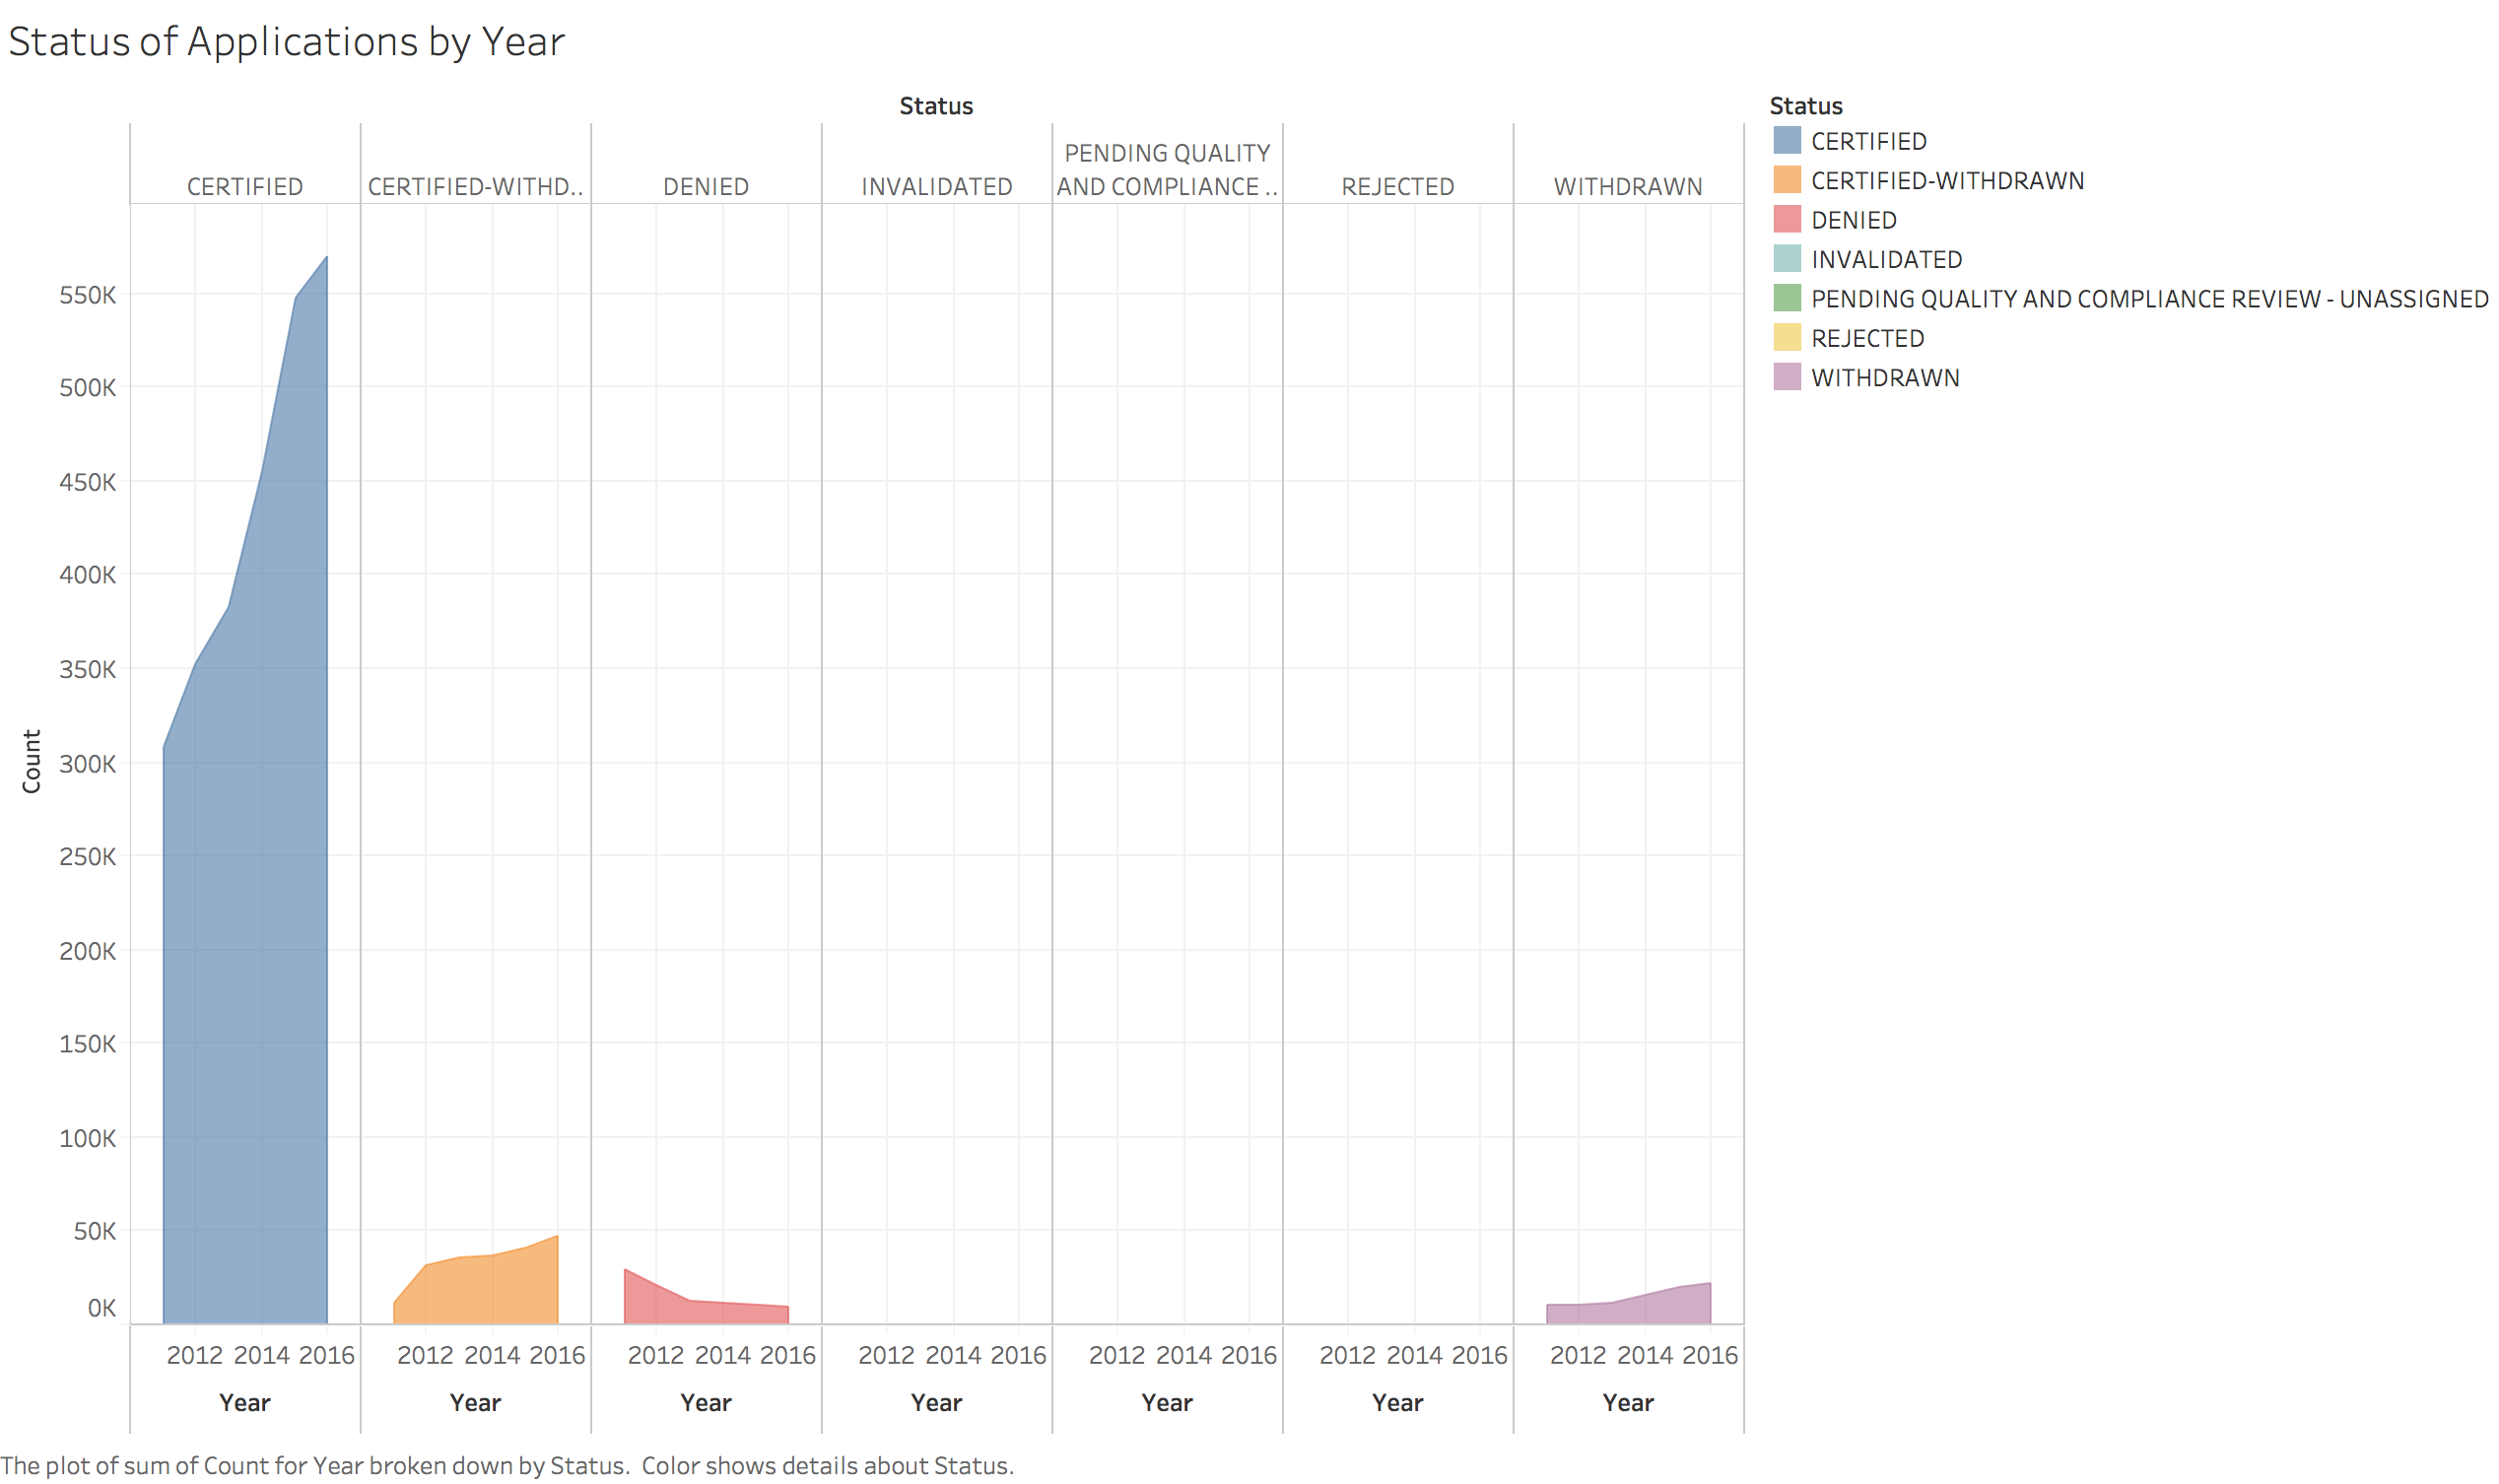 Status of Applications by Year
Status
CERTIFIED
CERTIFIED-WITHD..
DENIED
INVALIDATED
PENDING QUALITY
AND COMPLIANCE ..
REJECTED
WITHDRAWN
Count
550K
500K
450K
400K
350K
300K
250K
200K
150K
100K
50K
0K
2012 2014 2016
2012 2014 2016
2012 2014 2016
2012 2014 2016
2012 2014 2016
2012 2014 2016
2012 2014 2016
Year
Year
Year
Year
Year
Year
Year
Status
CERTIFIED
CERTIFIED-WITHDRAWN
DENIED
INVALIDATED
PENDING QUALITY AND COMPLIANCE REVIEW - UNASSIGNED
REJECTED
WITHDRAWN
The plot of sum of Count for Year broken down by Status.  Color shows details about Status.